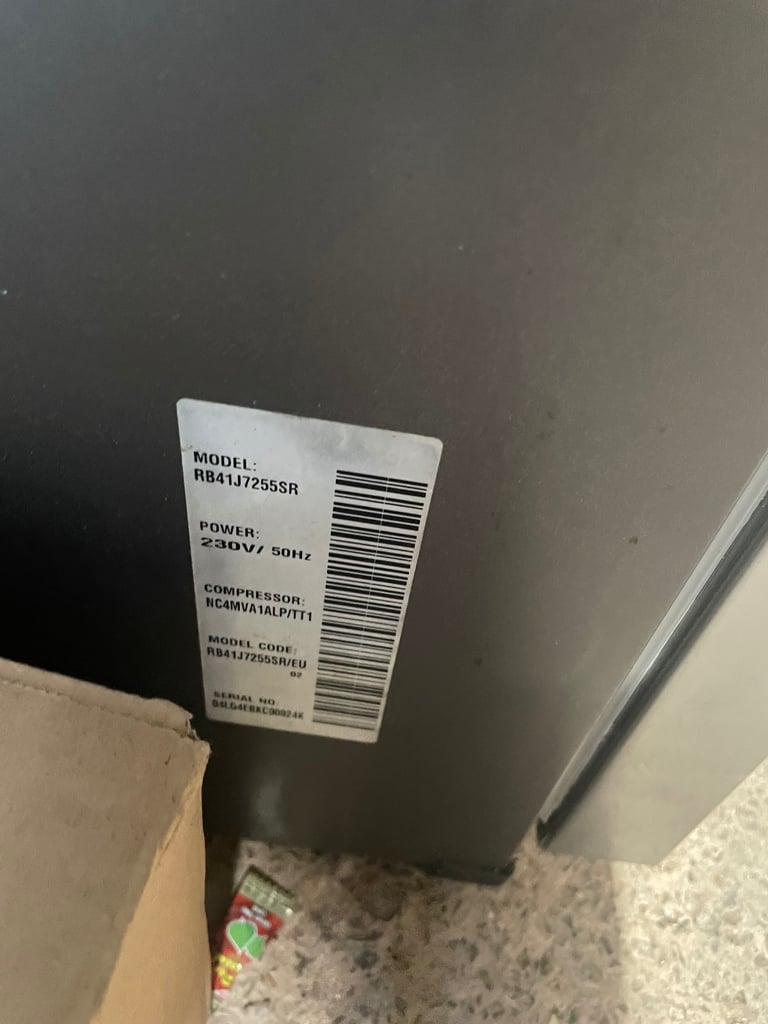 MODEL:
RB41J7255SR
POWER:
230V/ 50Hz
COMPRESSOR:
NC4MVA1ALP/TT1
MODEL CODE:
RB41J7255SR/EU
02
SERIAL NO.